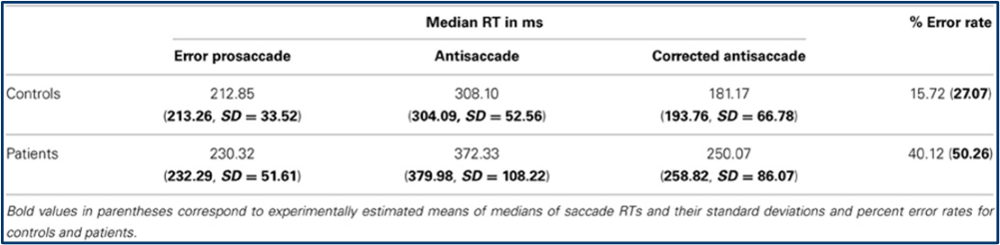 Median RT in ms % Error rate
Error prosaccade Antisaccade Corrected antisaccade
Controls 212.85 308.10 181.17 15.72 (27.07)
(213.26, SD = 33.52) (304.09, SD = 52.56) (193.76, SD = 66.78)
Patients 230.32 372.33 250.07 40.12 (50.26)
(232.29, SD = 51.61) (379.98, SD = 108.22) (258.82, SD = 86.07)
Bold values in parentheses correspond to experimentally estimated means of medians of saccade RTs and their standard deviations and percent error rates for
controls and patients.